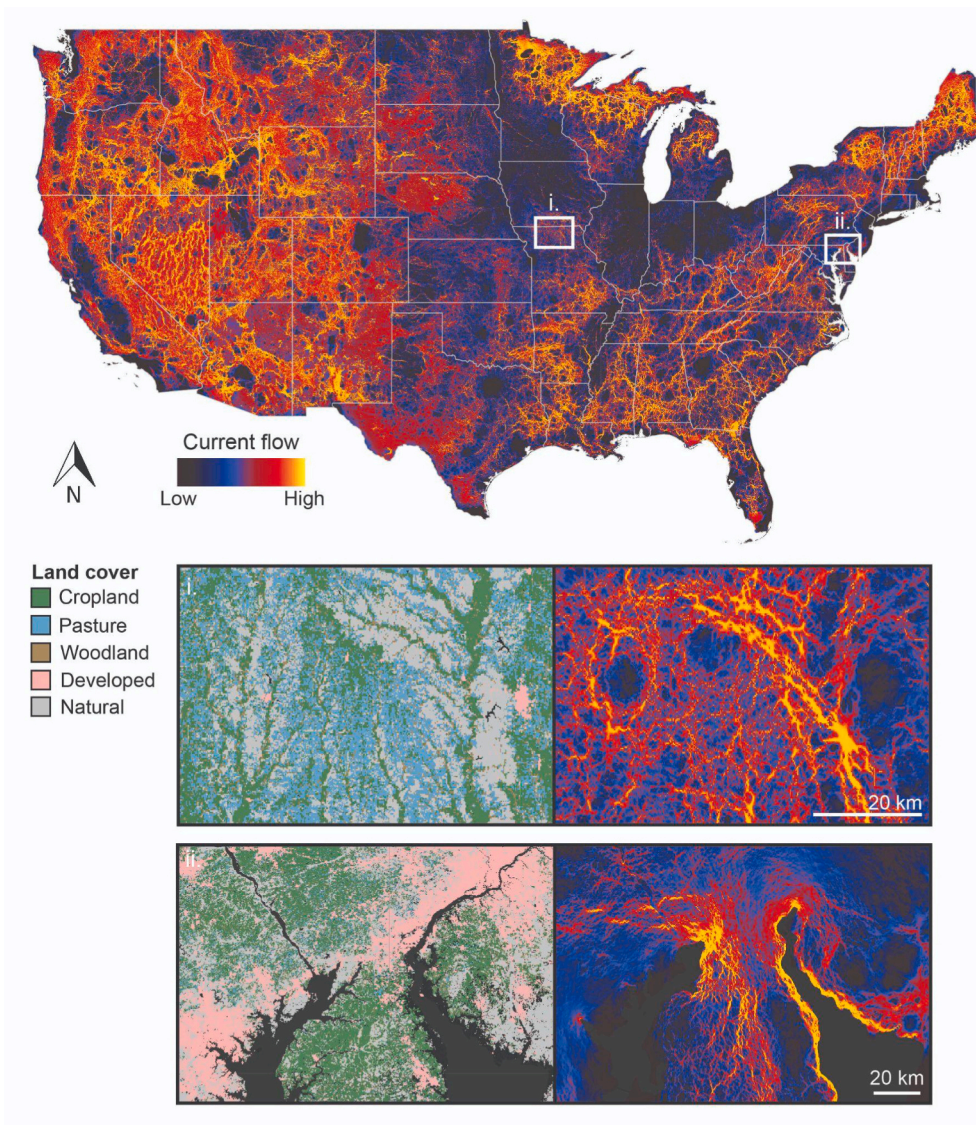 i.
ii.
Current flow
Low
High
N
Land cover
Cropland
Pasture
Woodland
Developed
Natural
i.
20 km
ii.
20 km